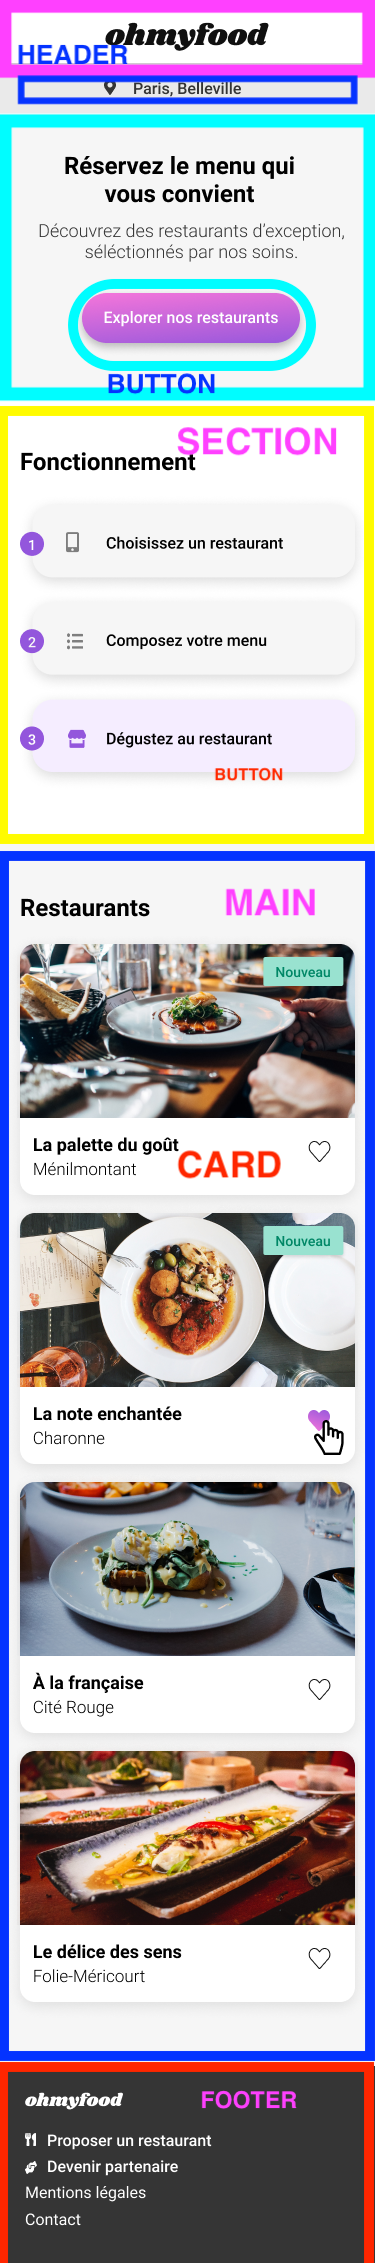 ohmyfood
HEADER
Paris, Belleville
Réservez le menu qui
vous convient
Découvrez des restaurants d'exception,
séléctionnés par nos soins.
Explorer nos restaurants
BUTTON
SECTION
Fonctionnement
1 Choisissez un restaurant
2 Composez votre menu
3 Dégustez au restaurant
BUTTON
MAIN
Restaurants
Nouveau
La palette du goût
Ménilmontant
CARD
Nouveau
La note enchantée
Charonne
À la française
Cité Rouge
Le délice des sens
Folie-Méricourt
ohmyfood
FOOTER
Proposer un restaurant
Devenir partenaire
Mentions légales
Contact